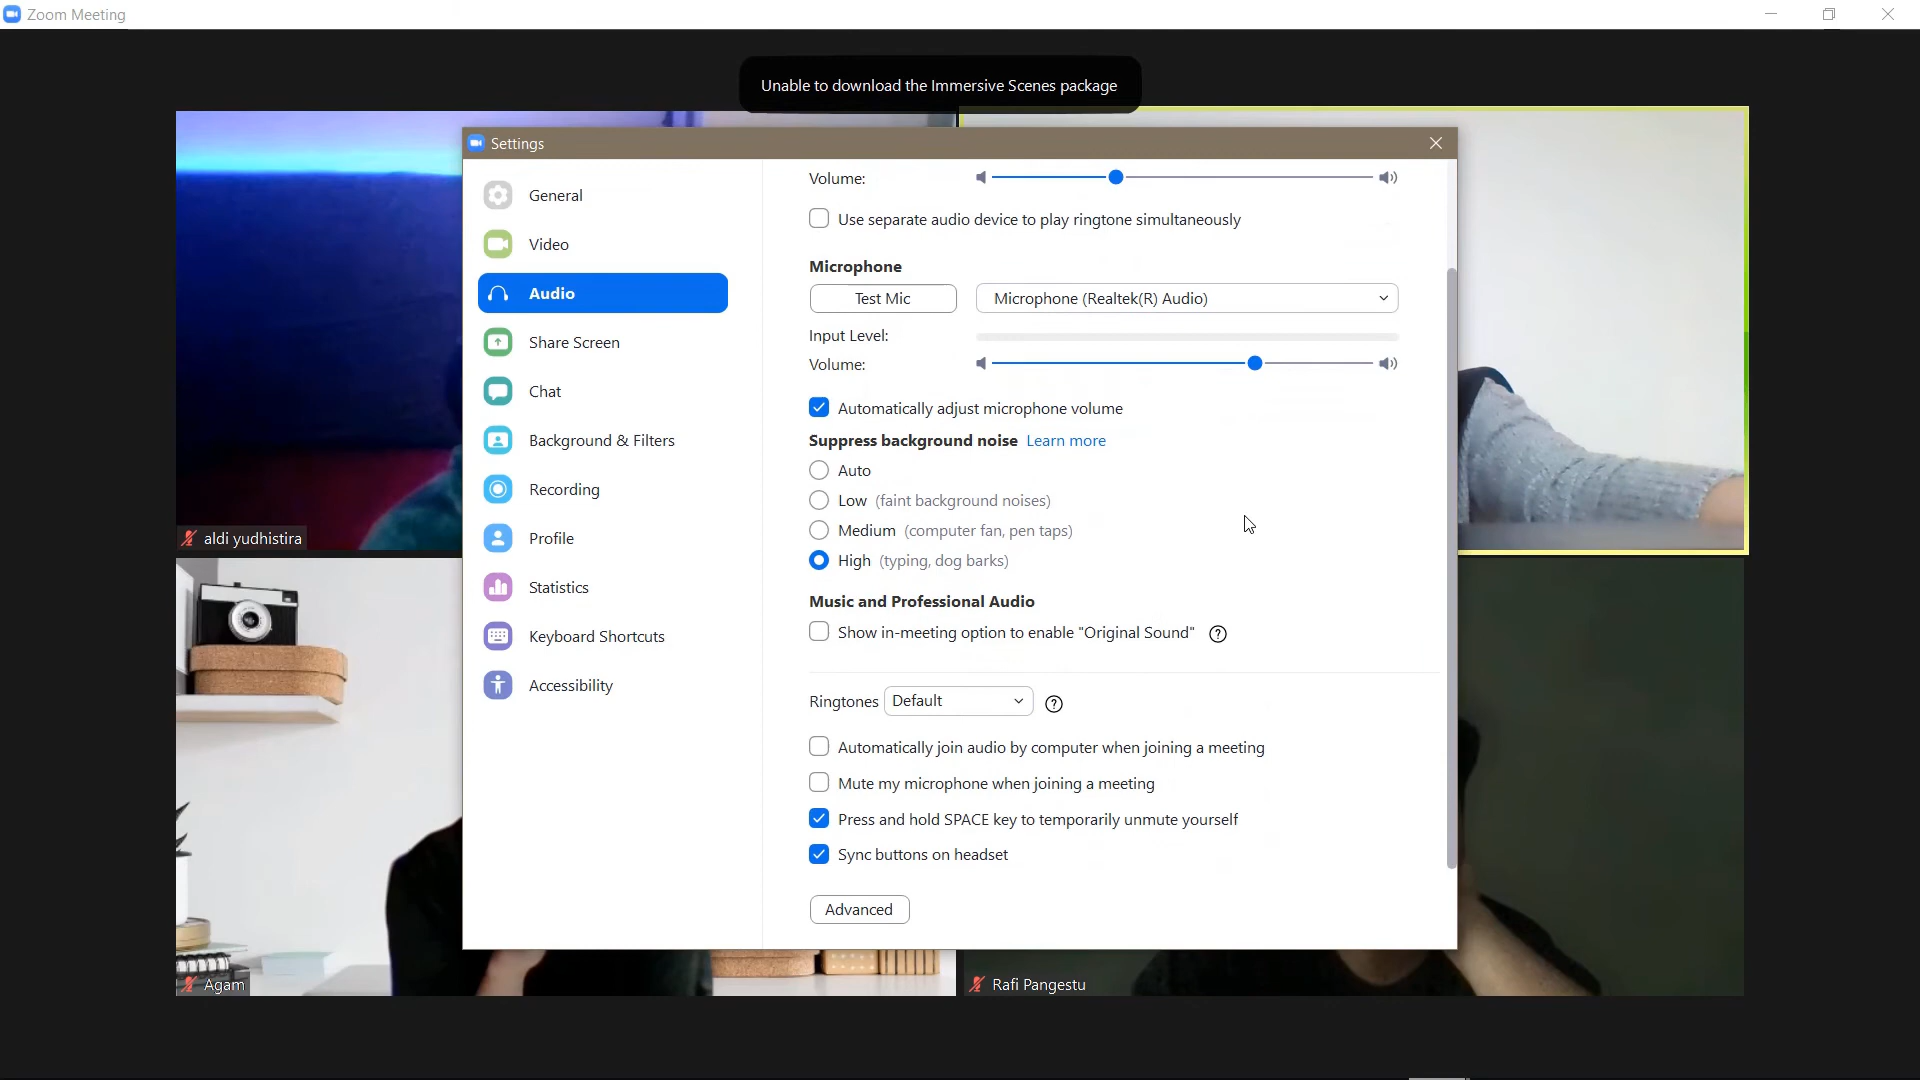 Zoom Meeting
Unable to download the Immersive Scenes package
Settings
General
Video
Audio
Share Screen
Chat
Background & Filters
Recording
Profile
Statistics
Keyboard Shortcuts
Accessibility
Volume:
Use separate audio device to play ringtone simultaneously
Microphone
Test Mic Microphone (Realtek(R) Audio)
Input Level:
Volume:
Automatically adjust microphone volume
Suppress background noise Learn more
Auto
Low (faint background noises)
Medium (computer fan, pen taps)
High (typing, dog barks)
Music and Professional Audio
Show in-meeting option to enable "Original Sound" ?
Ringtones Default ?
Automatically join audio by computer when joining a meeting
Mute my microphone when joining a meeting
Press and hold SPACE key to temporarily unmute yourself
Sync buttons on headset
Advanced
aldi yudhistira
Agam
Rafi Pangestu